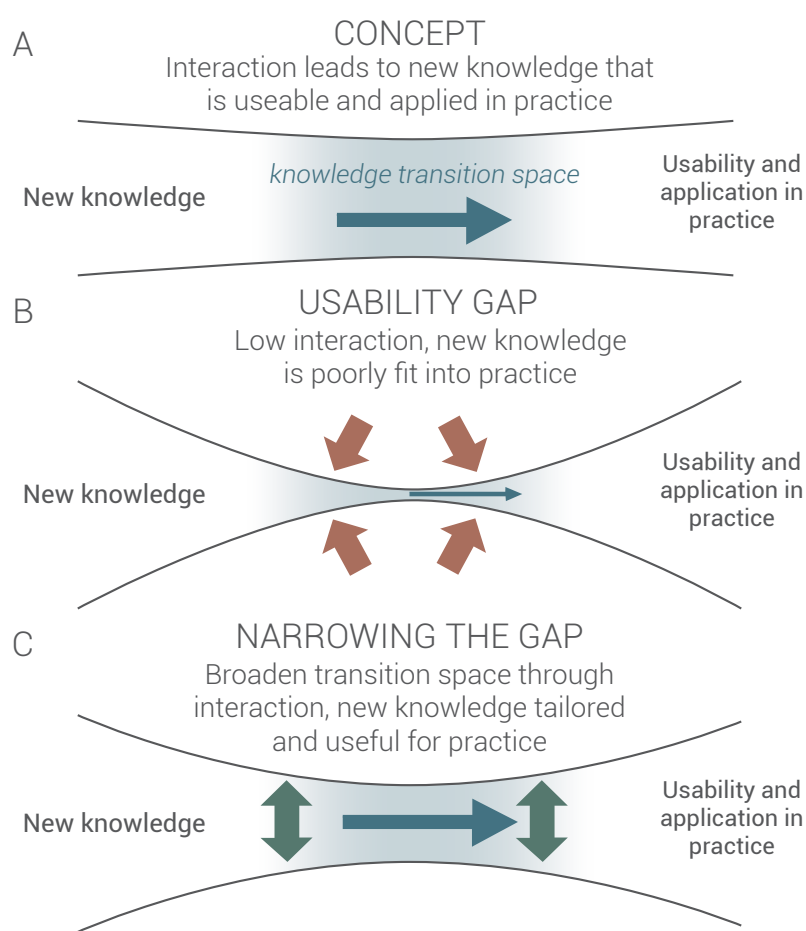 A
CONCEPT
Interaction leads to new knowledge that
is useable and applied in practice
New knowledge
knowledge transition space
Usability and
application in
practice
B
USABILITY GAP
Low interaction, new knowledge
is poorly fit into practice
New knowledge
Usability and
application in
practice
C
NARROWING THE GAP
Broaden transition space through
interaction, new knowledge tailored
and useful for practice
New knowledge
Usability and
application in
practice